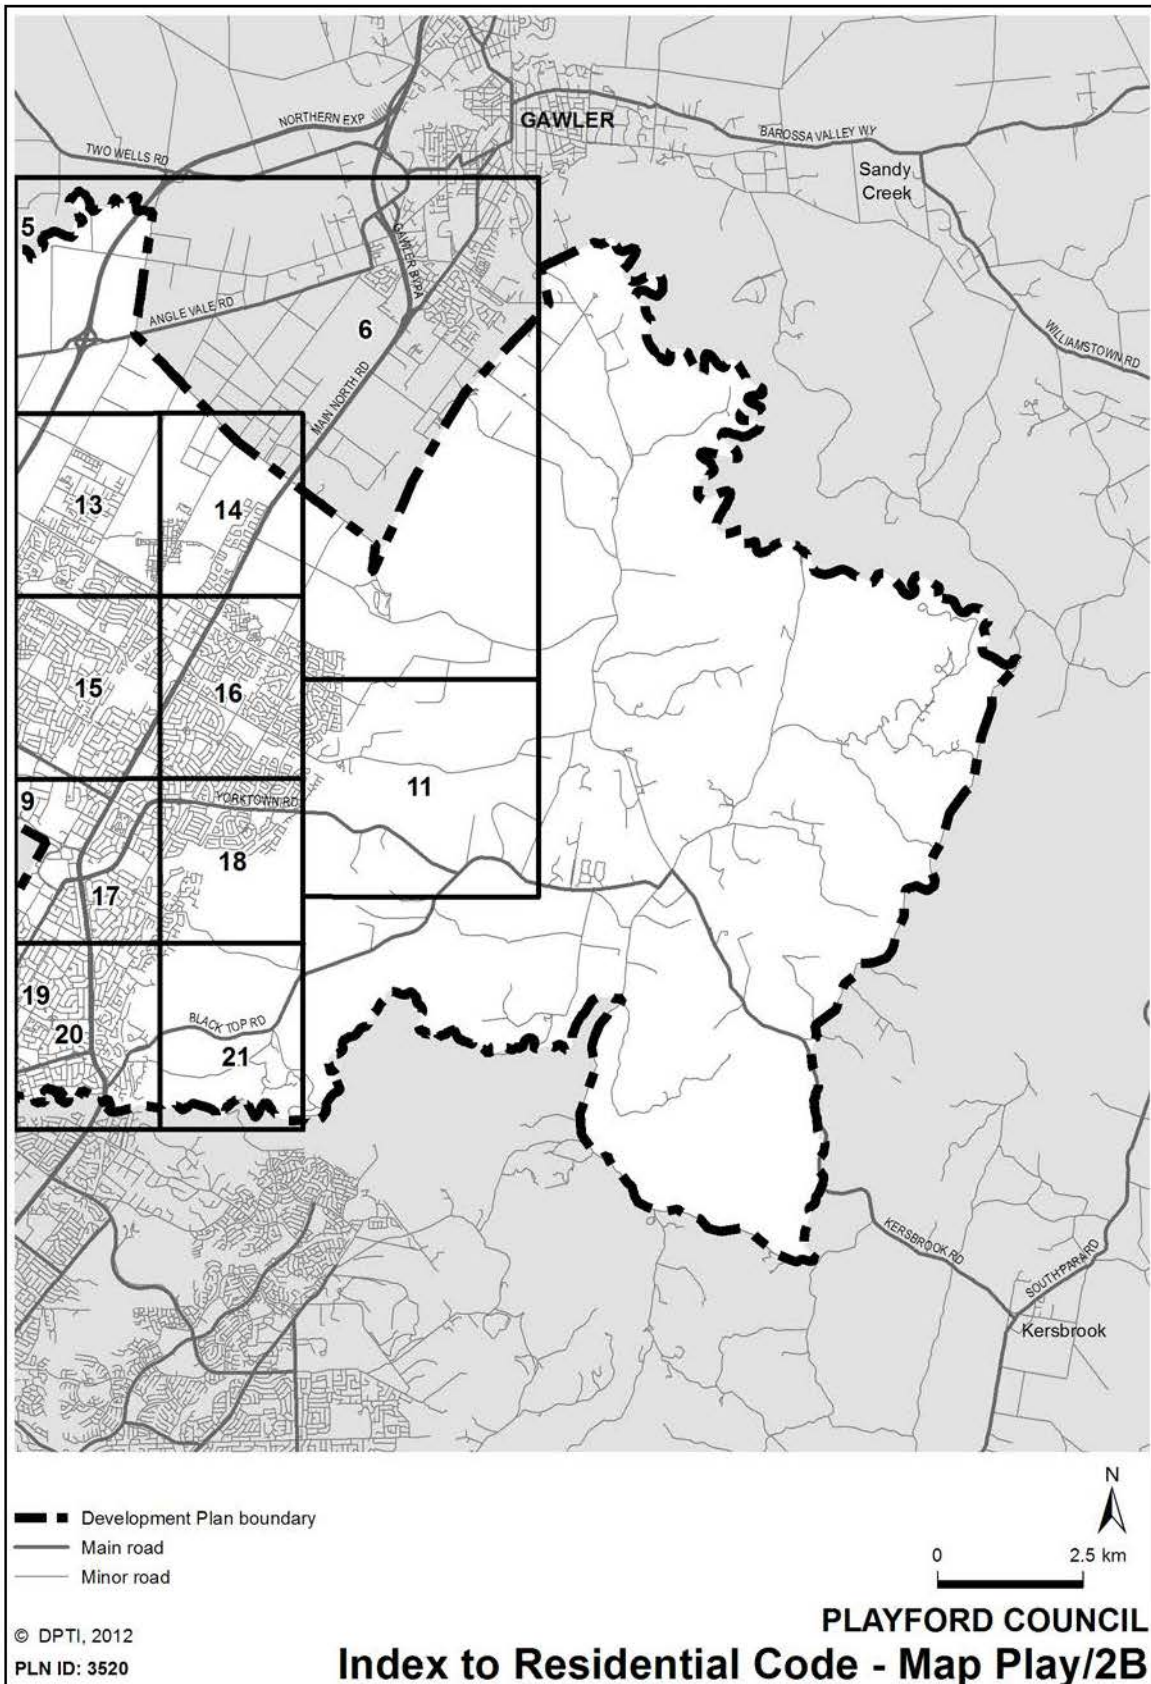 NORTHERN EXP
GAWLER
BAROSSA VALLEY WY
TWO WELLS RD
Sandy
Creek
5
GAWLER BYPA
ANGLE VALE RD
6
WILLIAMSTOWN RD
MAIN NORTH RD
13
14
15
16
11
9
YORKTOWN RD
18
17
19
20
BLACK TOP RD
21
KERSBROOK RD
SOUTH PARA RD
Kersbrook
N
Development Plan boundary
Main road
Minor road
0 2.5 km
PLAYFORD COUNCIL
© DPTI, 2012
PLN ID: 3520
Index to Residential Code - Map Play/2B